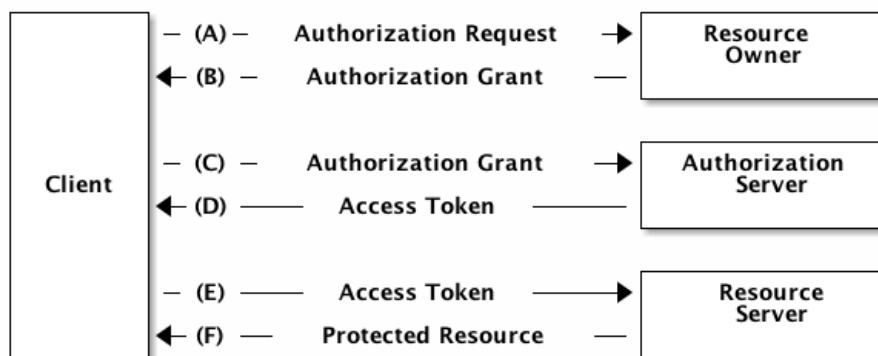 (A) Authorization Request
Resource
Owner
(B) Authorization Grant
(C) Authorization Grant
Authorization
Server
Client
(D) Access Token
(E) Access Token
Resource
Server
(F) Protected Resource